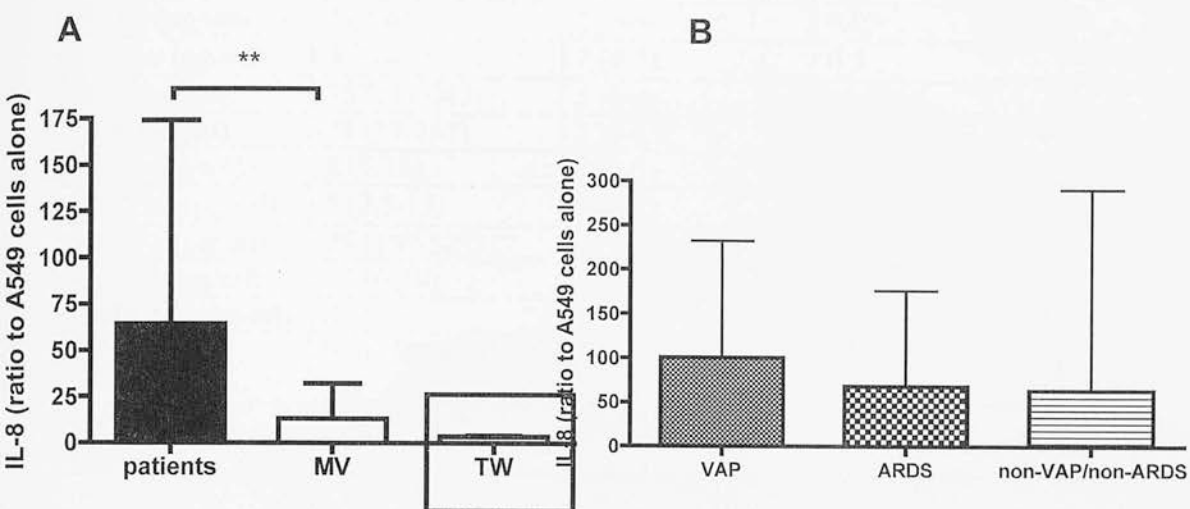 A
**
IL-8 (ratio to A549 cells alone)
175
150
125
100
75
50
25
0
patients
MV
TW
B
IL-8 (ratio to A549 cells alone)
300
250
200
150
100
50
0
VAP
ARDS
non-VAP/non-ARDS